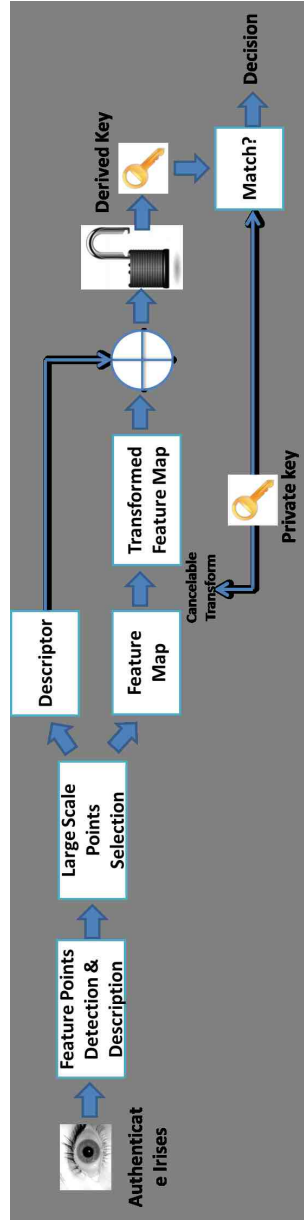 Authenticat
e Irises
Feature Points
Detection &
Description
Large Scale
Points
Selection
Descriptor
Feature
Map
Cancelable
Transform
Transformed
Feature Map
Derived Key
Private key
Match?
Decision